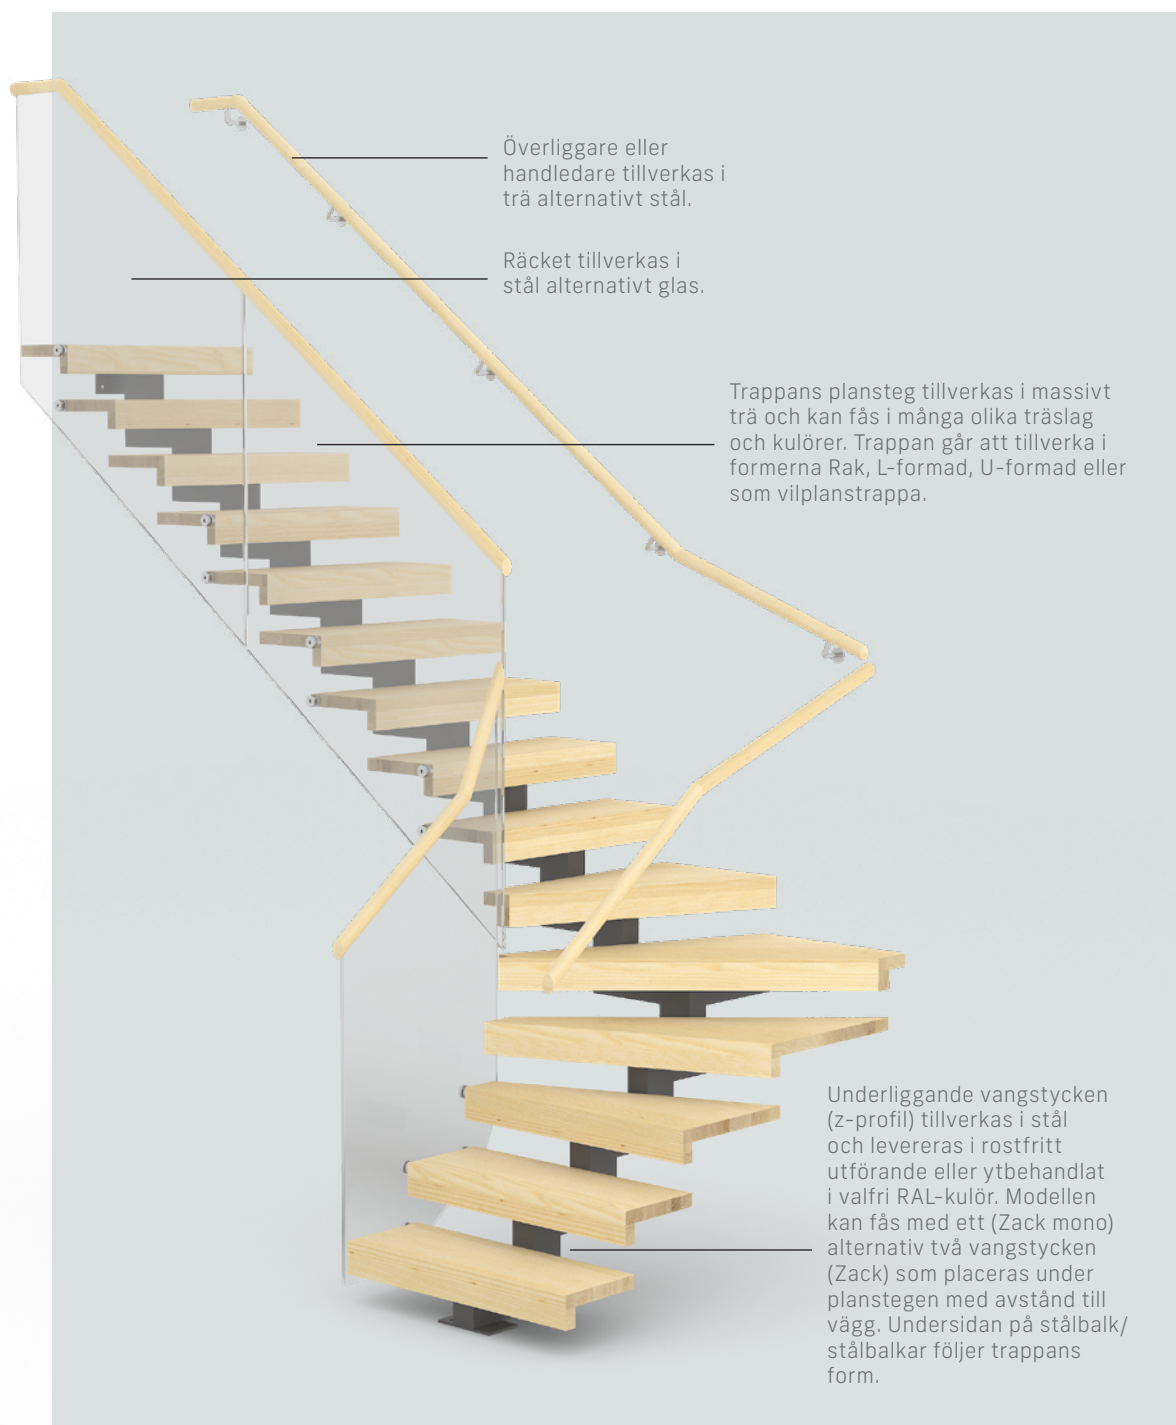 Överliggare eller
handledare tillverkas i
trä alternativt stål.
Räcket tillverkas i
stål alternativt glas.
Trappans plansteg tillverkas i massivt
trä och kan fås i många olika träslag
och kulörer. Trappan går att tillverka i
formerna Rak, L-formad, U-formad eller
som vilplanstrappa.
Underliggande vangstycken
(z-profil) tillverkas i stål
och levereras i rostfritt
utförande eller ytbehandlat
i valfri RAL-kulör. Modellen
kan fås med ett (Zack mono)
alternativ två vangstycken
(Zack) som placeras under
planstegen med avstånd till
vägg. Undersidan på stålbalk/
stålbalkar följer trappans
form.